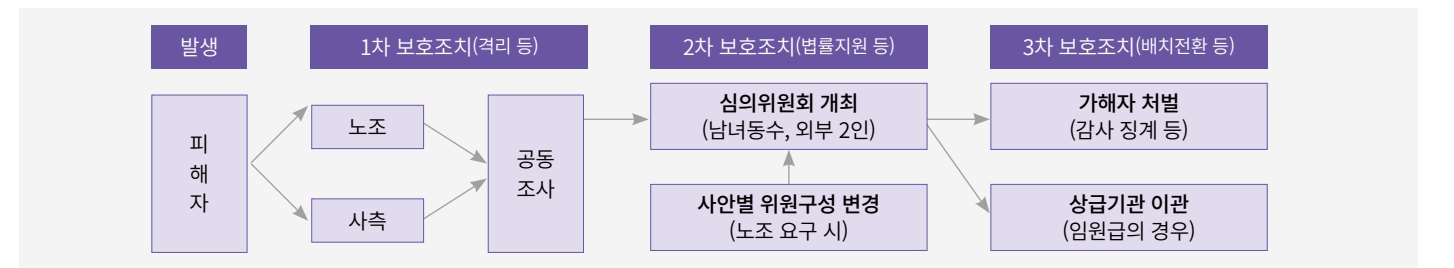 발생
1차 보호조치(격리 등)
2차 보호조치(법률지원 등)
3차 보호조치(배치전환 등)
피
해
자
노조
사측
공동
조사
심의위원회 개최
(남녀동수, 외부 2인)
사안별 위원구성 변경
(노조 요구 시)
가해자 처벌
(감사 징계 등)
상급기관 이관
(임원급의 경우)